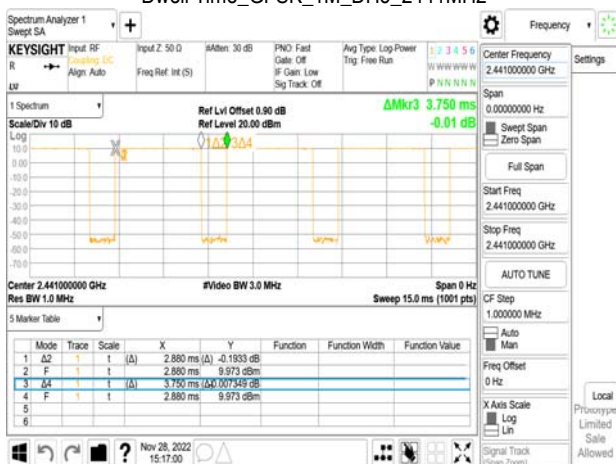 Dwell Time_GFSK_1M_DH5_2441MHz
Spectrum Analyzer 1
Swept SA
+
Frequency
KEYSIGHT
Input: RF
Coupling: DC
Align: Auto
Input Z: 50 Ω
Freq Ref: Int (S)
#Atten: 30 dB
PNO: Fast
Gate: Off
IF Gain: Low
Sig Track: Off
Avg Type: Log-Power
Trig: Free Run
1 2 3 4 5 6
W W W W W W
P N N N N N
R
LXI
Center Frequency
2.441000000 GHz
Settings
1 Spectrum
Scale/Div 10 dB
Ref Lvl Offset 0.90 dB
Ref Level 20.00 dBm
ΔMkr3 3.750 ms
-0.01 dB
Span
0.00000000 Hz
Swept Span
Zero Span
Full Span
Start Freq
2.441000000 GHz
Stop Freq
2.441000000 GHz
AUTO TUNE
CF Step
1.000000 MHz
Auto
Man
Freq Offset
0 Hz
X Axis Scale
Log
Lin
Signal Track
(Span Zoom)
Log
10.0
0.00
-10.0
-20.0
-30.0
-40.0
-50.0
-60.0
-70.0
1Δ2
3Δ4
Center 2.441000000 GHz
Res BW 1.0 MHz
#Video BW 3.0 MHz
Span 0 Hz
Sweep 15.0 ms (1001 pts)
5 Marker Table
Mode Trace Scale X Y Function Function Width Function Value
1 Δ2 1 t (Δ) 2.880 ms (Δ) -0.1933 dB
2 F 1 t 2.880 ms 9.973 dBm
3 Δ4 1 t (Δ) 3.750 ms (Δ) -0.007349 dB
4 F 1 t 2.880 ms 9.973 dBm
5
6
Nov 28, 2022
15:17:00
?
Local
Prototype
Limited
Sale
Allowed